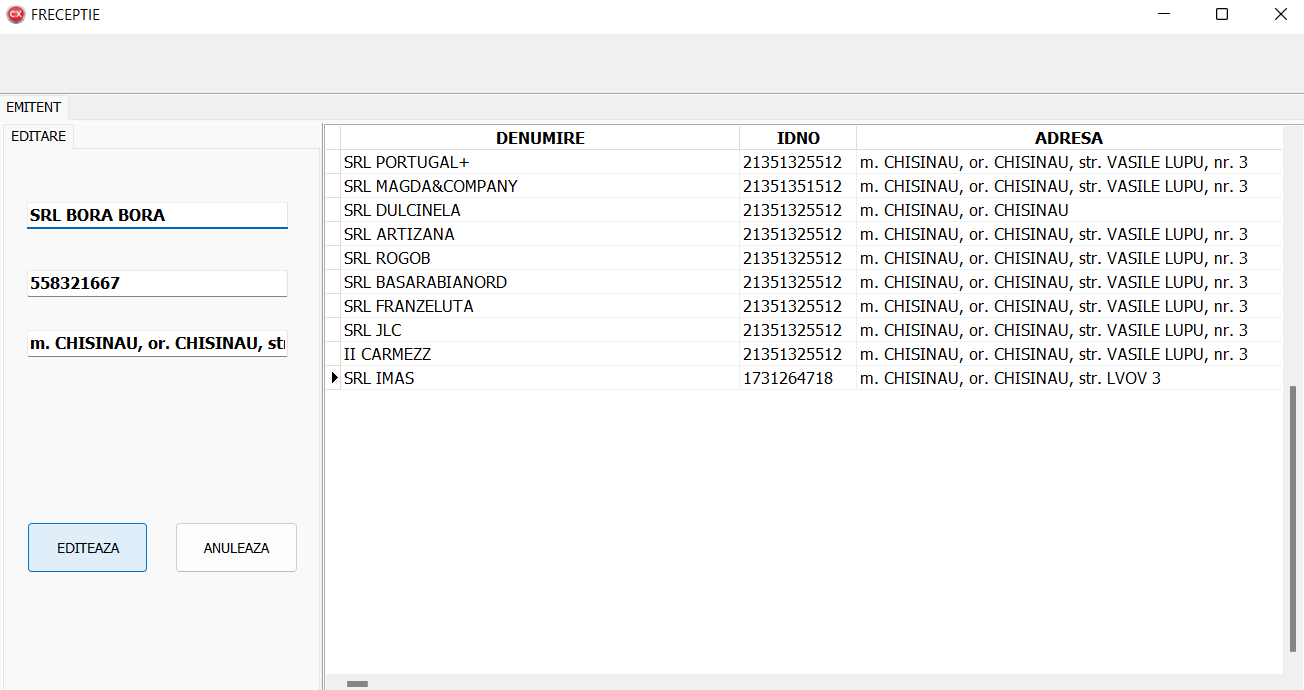 CX FRECEPTIE
EMITENT
EDITARE
SRL BORA BORA
558321667
m. CHISINAU, or. CHISINAU, str
EDITEAZA ANULEAZA
DENUMIRE IDNO ADRESA
SRL PORTUGAL+ 21351325512 m. CHISINAU, or. CHISINAU, str. VASILE LUPU, nr. 3
SRL MAGDA&COMPANY 21351351512 m. CHISINAU, or. CHISINAU, str. VASILE LUPU, nr. 3
SRL DULCINELA 21351325512 m. CHISINAU, or. CHISINAU
SRL ARTIZANA 21351325512 m. CHISINAU, or. CHISINAU, str. VASILE LUPU, nr. 3
SRL ROGOB 21351325512 m. CHISINAU, or. CHISINAU, str. VASILE LUPU, nr. 3
SRL BASARABIANORD 21351325512 m. CHISINAU, or. CHISINAU, str. VASILE LUPU, nr. 3
SRL FRANZELUTA 21351325512 m. CHISINAU, or. CHISINAU, str. VASILE LUPU, nr. 3
SRL JLC 21351325512 m. CHISINAU, or. CHISINAU, str. VASILE LUPU, nr. 3
II CARMEZZ 21351325512 m. CHISINAU, or. CHISINAU, str. VASILE LUPU, nr. 3
SRL IMAS 1731264718 m. CHISINAU, or. CHISINAU, str. LVOV 3